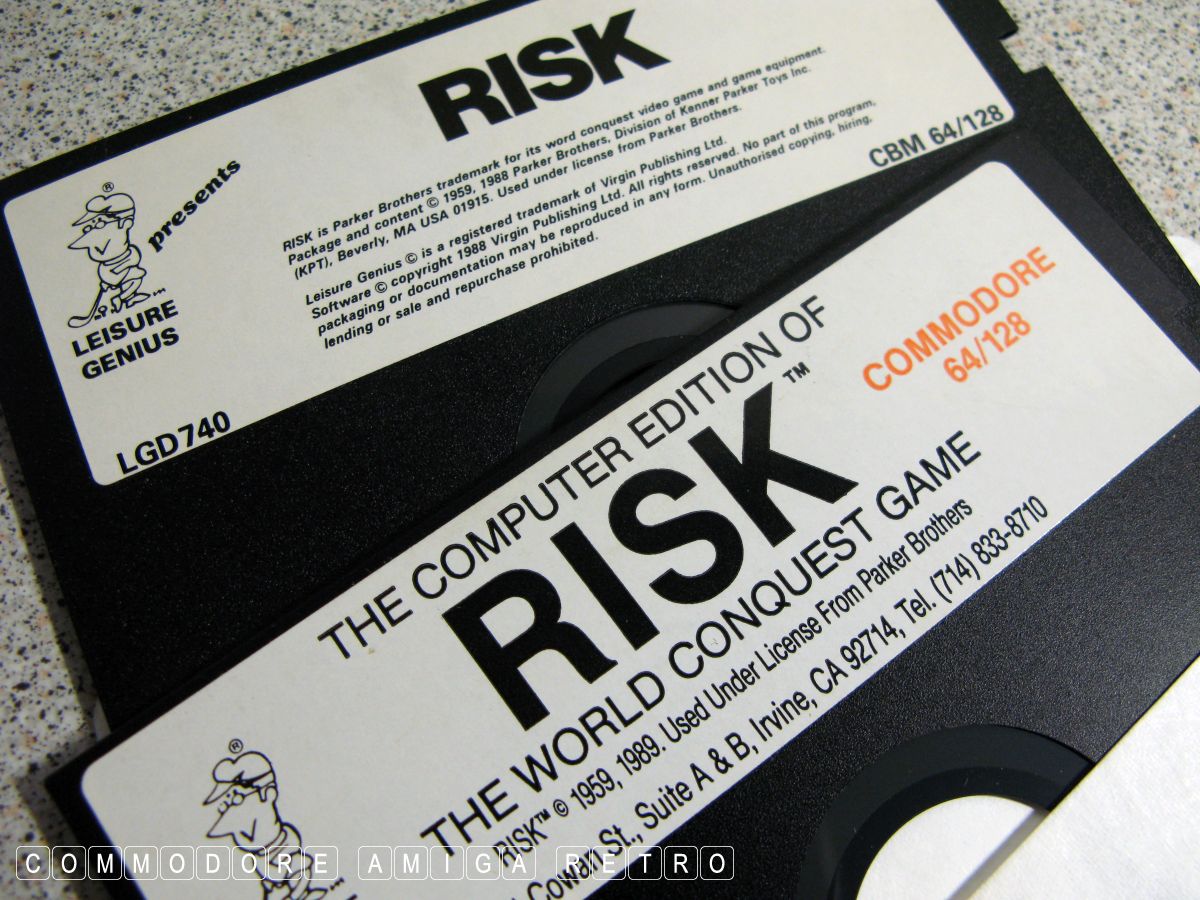 RISK
RISK is Parker Brothers trademark for its word conquest video game and game equipment.
Package and content © 1959, 1988 Parker Brothers, Division of Kenner Parker Toys Inc.
(KPT), Beverly, MA USA 01915. Used under license from Parker Brothers.
Leisure Genius © is a registered trademark of Virgin Publishing Ltd.
Software © copyright 1988 Virgin Publishing Ltd. All rights reserved. No part of this program,
packaging or documentation may be reproduced in any form. Unauthorised copying, hiring,
lending or sale and repurchase prohibited.
CBM 64/128
®
presents
LEISURE
GENIUS
LGD740
THE COMPUTER EDITION OF
RISK™
THE WORLD CONQUEST GAME
RISK™ © 1959, 1989. Used Under License From Parker Brothers
Cowan St., Suite A & B, Irvine, CA 92714, Tel. (714) 833-8710
COMMODORE
64/128
®
COMMODORE AMIGA RETRO